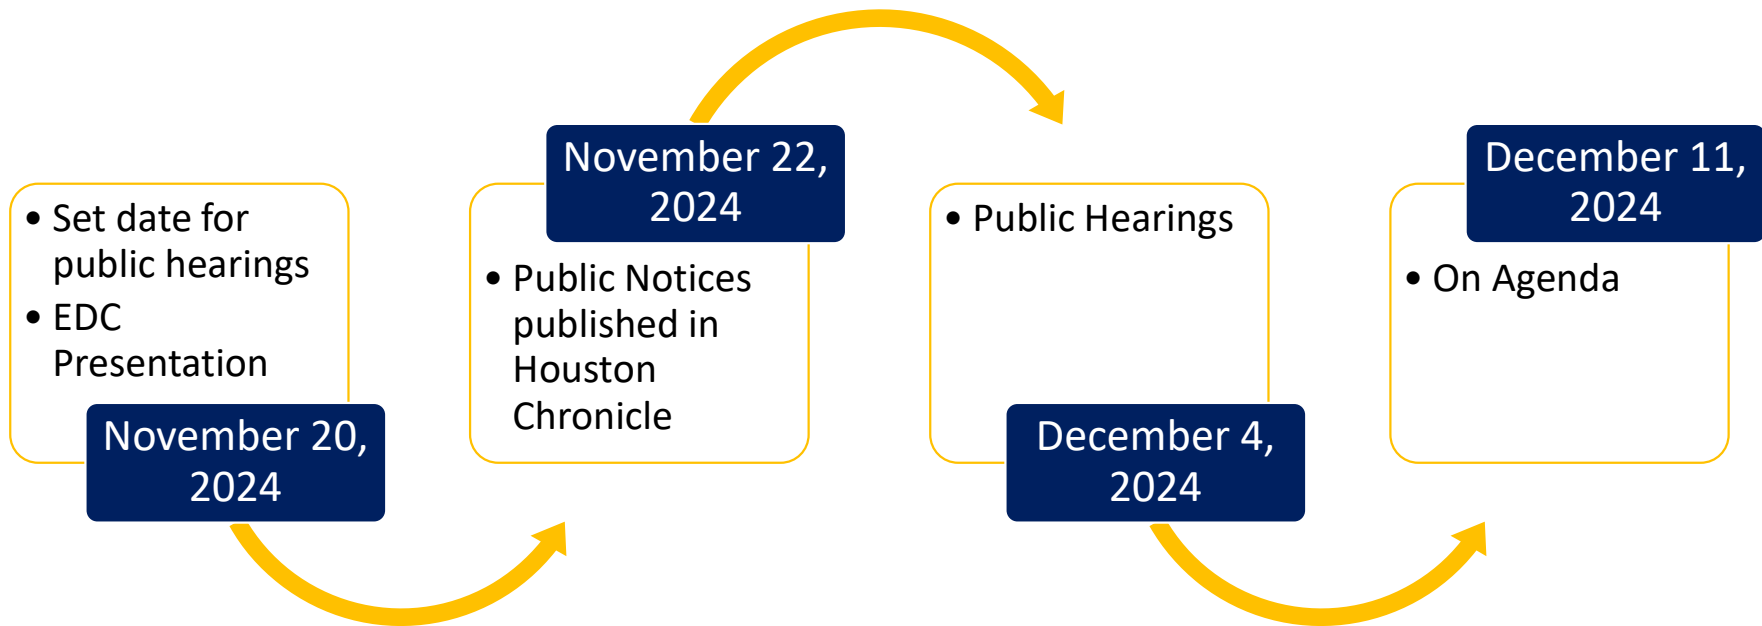 • Set date for
public hearings
• EDC
Presentation
November 20,
2024
November 22,
2024
• Public Notices
published in
Houston
Chronicle
• Public Hearings
December 4,
2024
December 11,
2024
• On Agenda